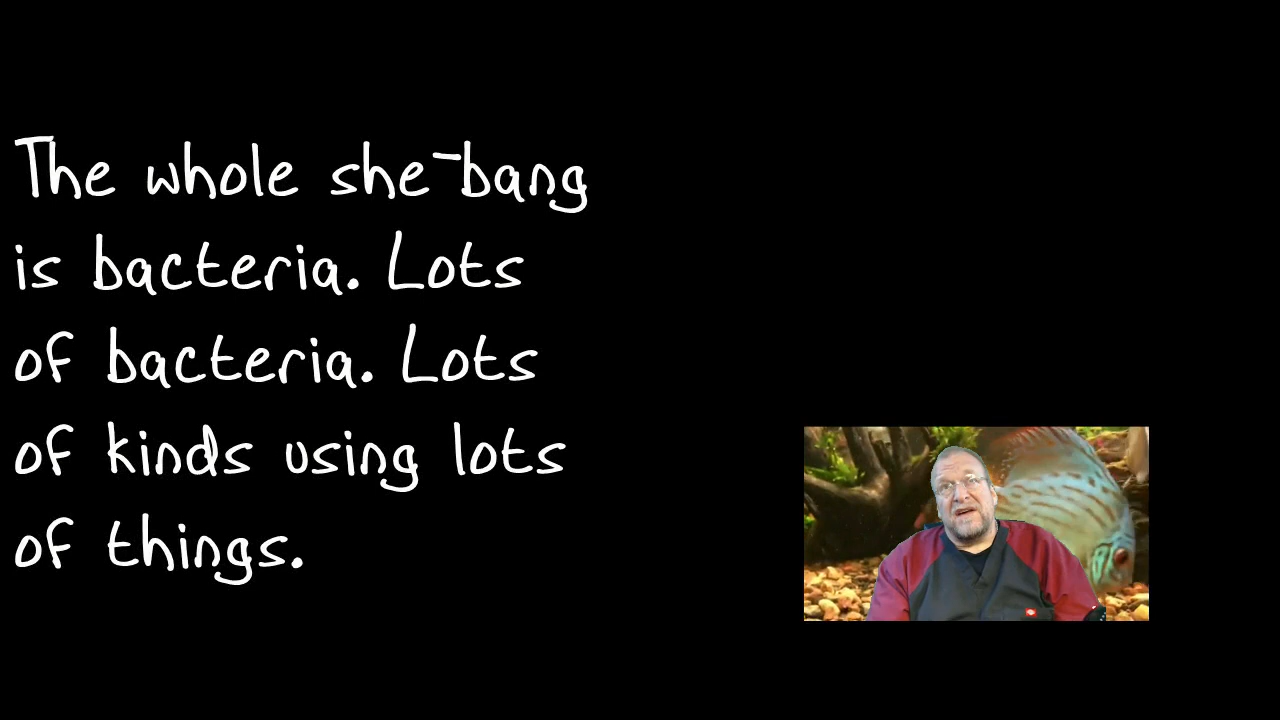 The whole she-bang
is bacteria. Lots
of bacteria. Lots
of kinds using lots
of things.